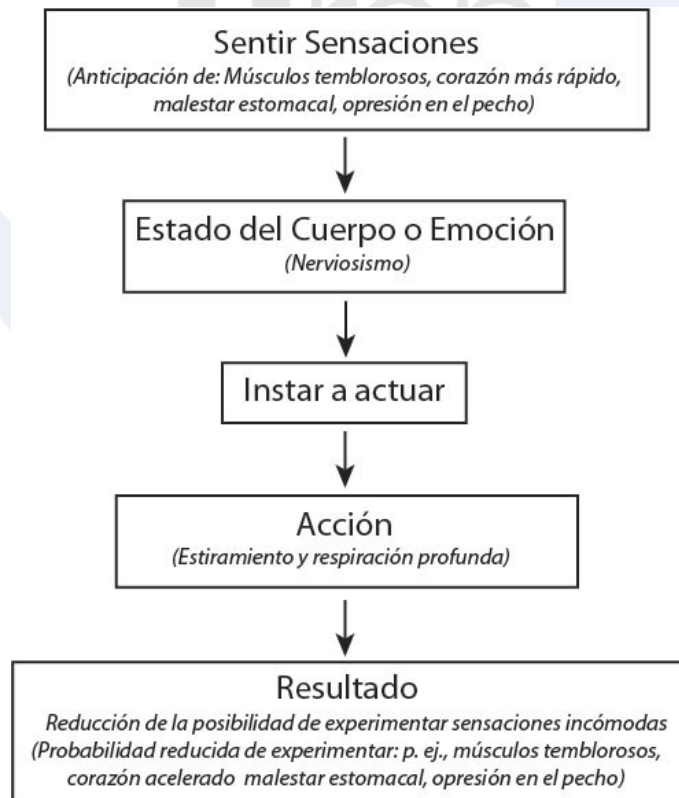 Sentir Sensaciones
(Anticipación de: Músculos temblorosos, corazón más rápido,
malestar estomacal, opresión en el pecho)
Estado del Cuerpo o Emoción
(Nerviosismo)
Instar a actuar
Acción
(Estiramiento y respiración profunda)
Resultado
Reducción de la posibilidad de experimentar sensaciones incómodas
(Probabilidad reducida de experimentar: p. ej., músculos temblorosos,
corazón acelerado malestar estomacal, opresión en el pecho)